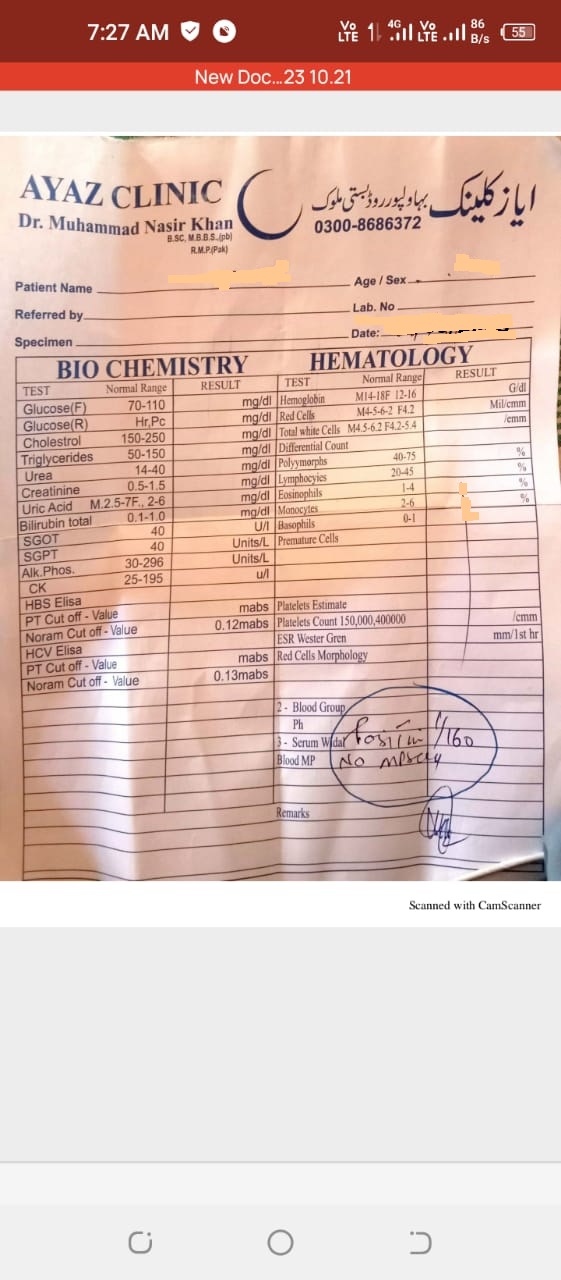 7:27 AM
Vo LTE 4G Vo LTE 86 B/s 55
New Doc...23 10.21
AYAZ CLINIC
Dr. Muhammad Nasir Khan
B.SC, M.B.B.S.(pb)
R.M.P.(Pak)
ایاز کلینک بہاولپور روڈ بستی ملوک
0300-8686372
Patient Name
Age / Sex
Referred by
Lab. No
Specimen
Date:
BIO CHEMISTRY
TEST Normal Range RESULT
Glucose(F) 70-110 mg/dl
Glucose(R) Hr,Pc mg/dl
Cholestrol 150-250 mg/dl
Triglycerides 50-150 mg/dl
Urea 14-40 mg/dl
Creatinine 0.5-1.5 mg/dl
Uric Acid M.2.5-7F., 2-6 mg/dl
Bilirubin total 0.1-1.0 mg/dl
SGOT 40 U/l
SGPT 40 Units/L
Alk.Phos. 30-296 Units/L
CK 25-195 u/l
HBS Elisa
PT Cut off - Value mabs
Noram Cut off - Value 0.12mabs
HCV Elisa
PT Cut off - Value mabs
Noram Cut off - Value 0.13mabs
HEMATOLOGY
TEST Normal Range RESULT
Hemoglobin M14-18F 12-16 G/dl
Red Cells M4-5-6-2 F4.2 Mil/cmm
Total white Cells M4.5-6.2 F4.2-5.4 /cmm
Differential Count
Polyymorphs 40-75 %
Lymphocyies 20-45 %
Eosinophils 1-4 %
Monocytes 2-6 %
Basophils 0-1
Premature Cells
Platelets Estimate
Platelets Count 150,000,400000 /cmm
ESR Wester Gren mm/1st hr
Red Cells Morphology
2 - Blood Group
Ph
3 - Serum Widal 1/160
Blood MP No
Remarks
Scanned with CamScanner